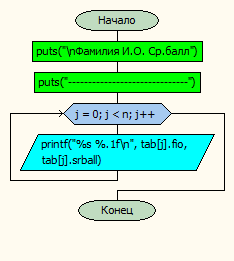 Начало
puts("\nФамилия И.О. Ср.балл")
puts("------------------------------")
j = 0; j < n; j++
printf("%s %.1f\n", tab[j].fio,
tab[j].srball)
Конец